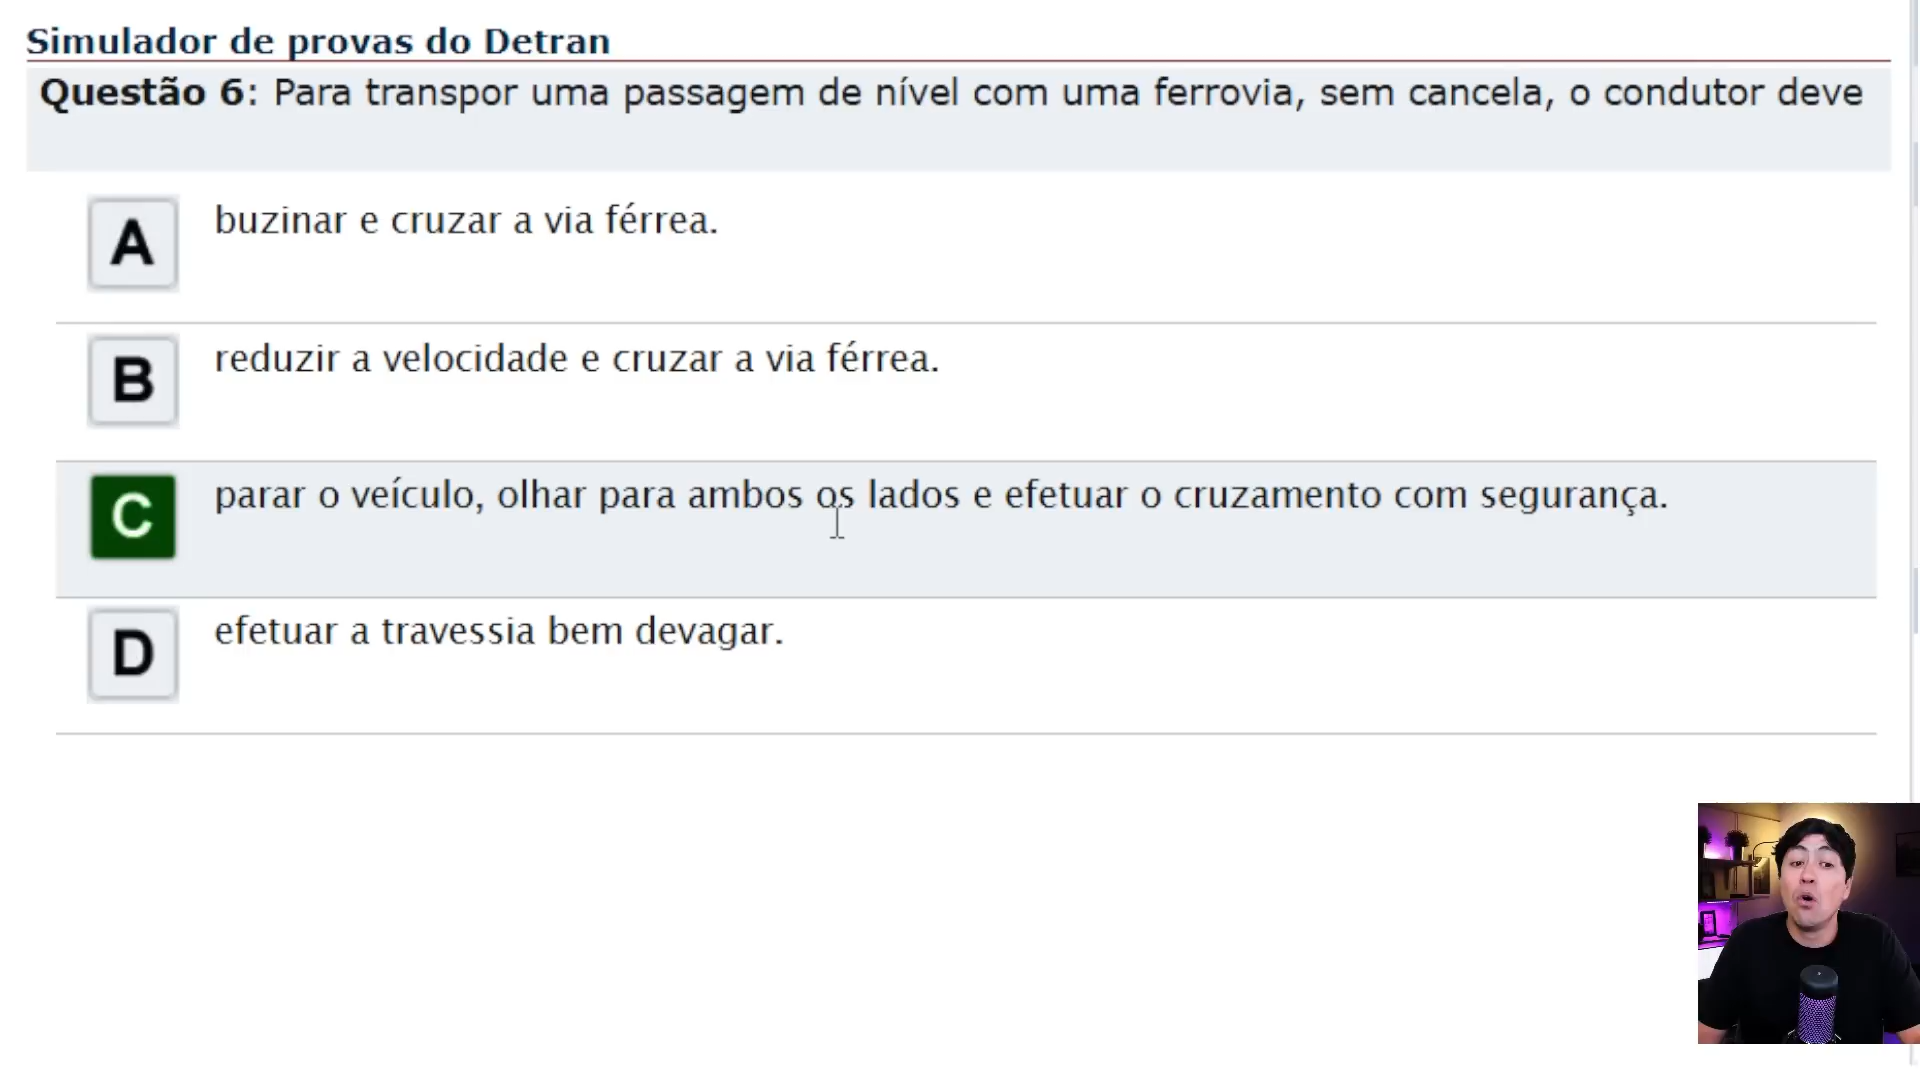 Simulador de provas do Detran
Questão 6: Para transpor uma passagem de nível com uma ferrovia, sem cancela, o condutor deve
A buzinar e cruzar a via férrea.
B reduzir a velocidade e cruzar a via férrea.
C parar o veículo, olhar para ambos os lados e efetuar o cruzamento com segurança.
D efetuar a travessia bem devagar.